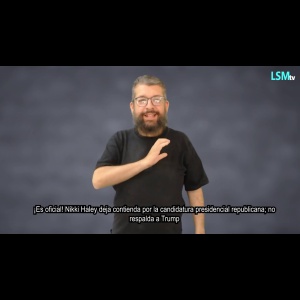 LSMtv
¡Es oficial! Nikki Haley deja contienda por la candidatura presidencial republicana; no
respalda a Trump